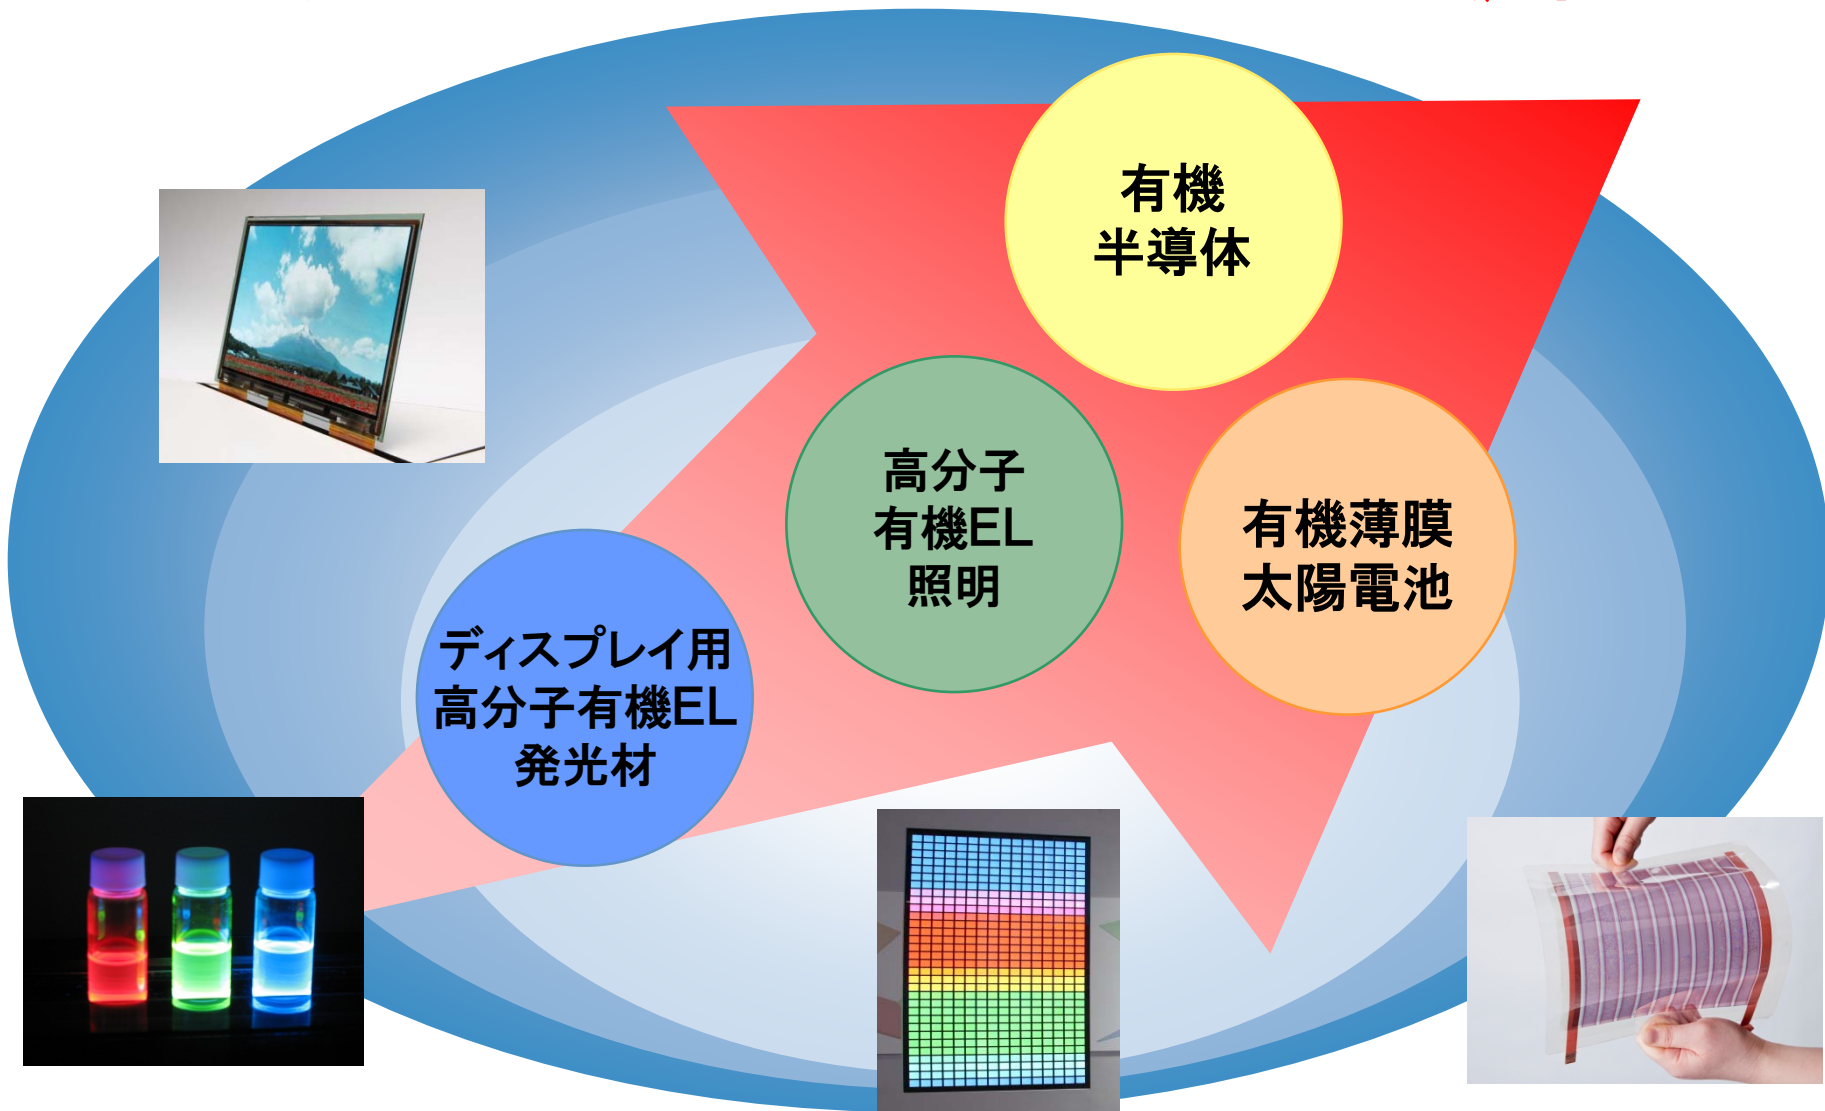 有機
半導体
高分子
有機EL
照明
有機薄膜
太陽電池
ディスプレイ用
高分子有機EL
発光材